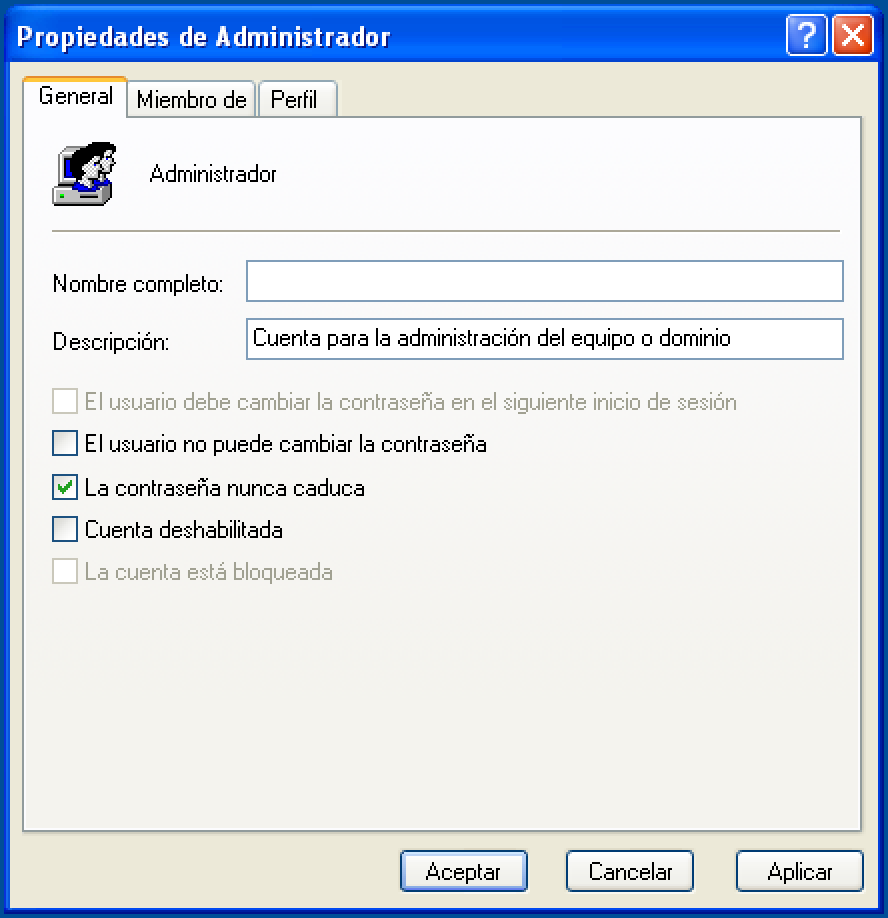 Propiedades de Administrador
?
General Miembro de Perfil
Administrador
Nombre completo:
Descripción: Cuenta para la administración del equipo o dominio
El usuario debe cambiar la contraseña en el siguiente inicio de sesión
El usuario no puede cambiar la contraseña
La contraseña nunca caduca
Cuenta deshabilitada
La cuenta está bloqueada
Aceptar Cancelar Aplicar